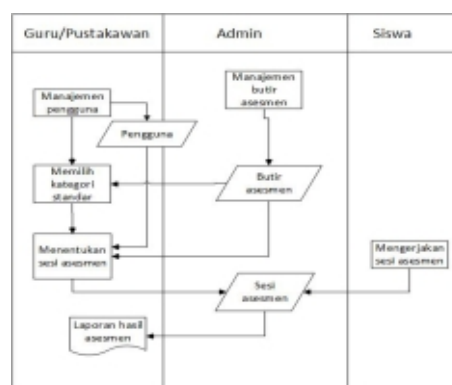 Guru/Pustakawan
Admin
Siswa
Manajemen
pengguna
Pengguna
Manajemen
butir
asesmen
Memilih
kategori
standar
Butir
asesmen
Menentukan
sesi asesmen
Mengerjakan
sesi asesmen
Sesi
asesmen
Laporan hasil
asesmen